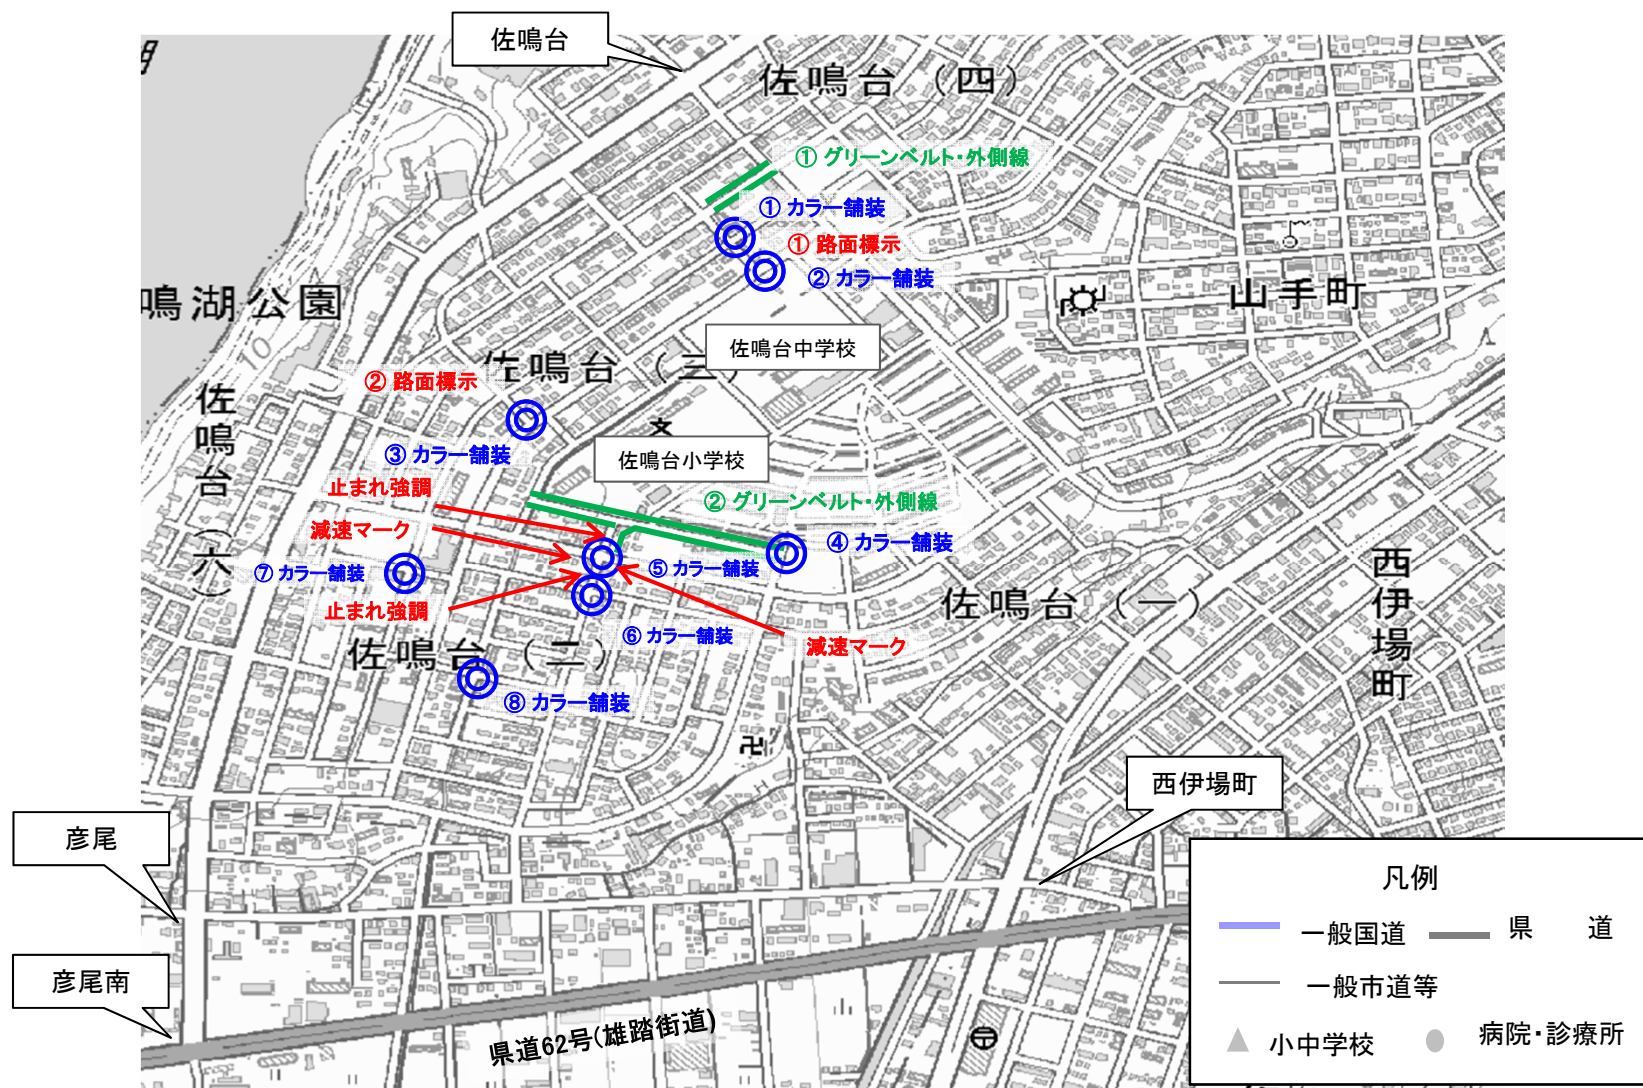 佐鳴台
佐鳴台（四）
① グリーンベルト・外側線
① カラー舗装
① 路面標示
② カラー舗装
鳴湖公園
山手町
佐鳴台中学校
佐鳴台（三）
② 路面標示
10
佐鳴台（六）
③ カラー舗装
文
佐鳴台小学校
止まれ強調
② グリーンベルト・外側線
減速マーク
④ カラー舗装
⑤ カラー舗装
⑦ カラー舗装
止まれ強調
佐鳴台（一）
西伊場町
⑥ カラー舗装
減速マーク
佐鳴台（二）
⑧ カラー舗装
西伊場町
彦尾
彦尾南
県道62号(雄踏街道)
凡例
一般国道
県　道
一般市道等
小中学校
病院・診療所